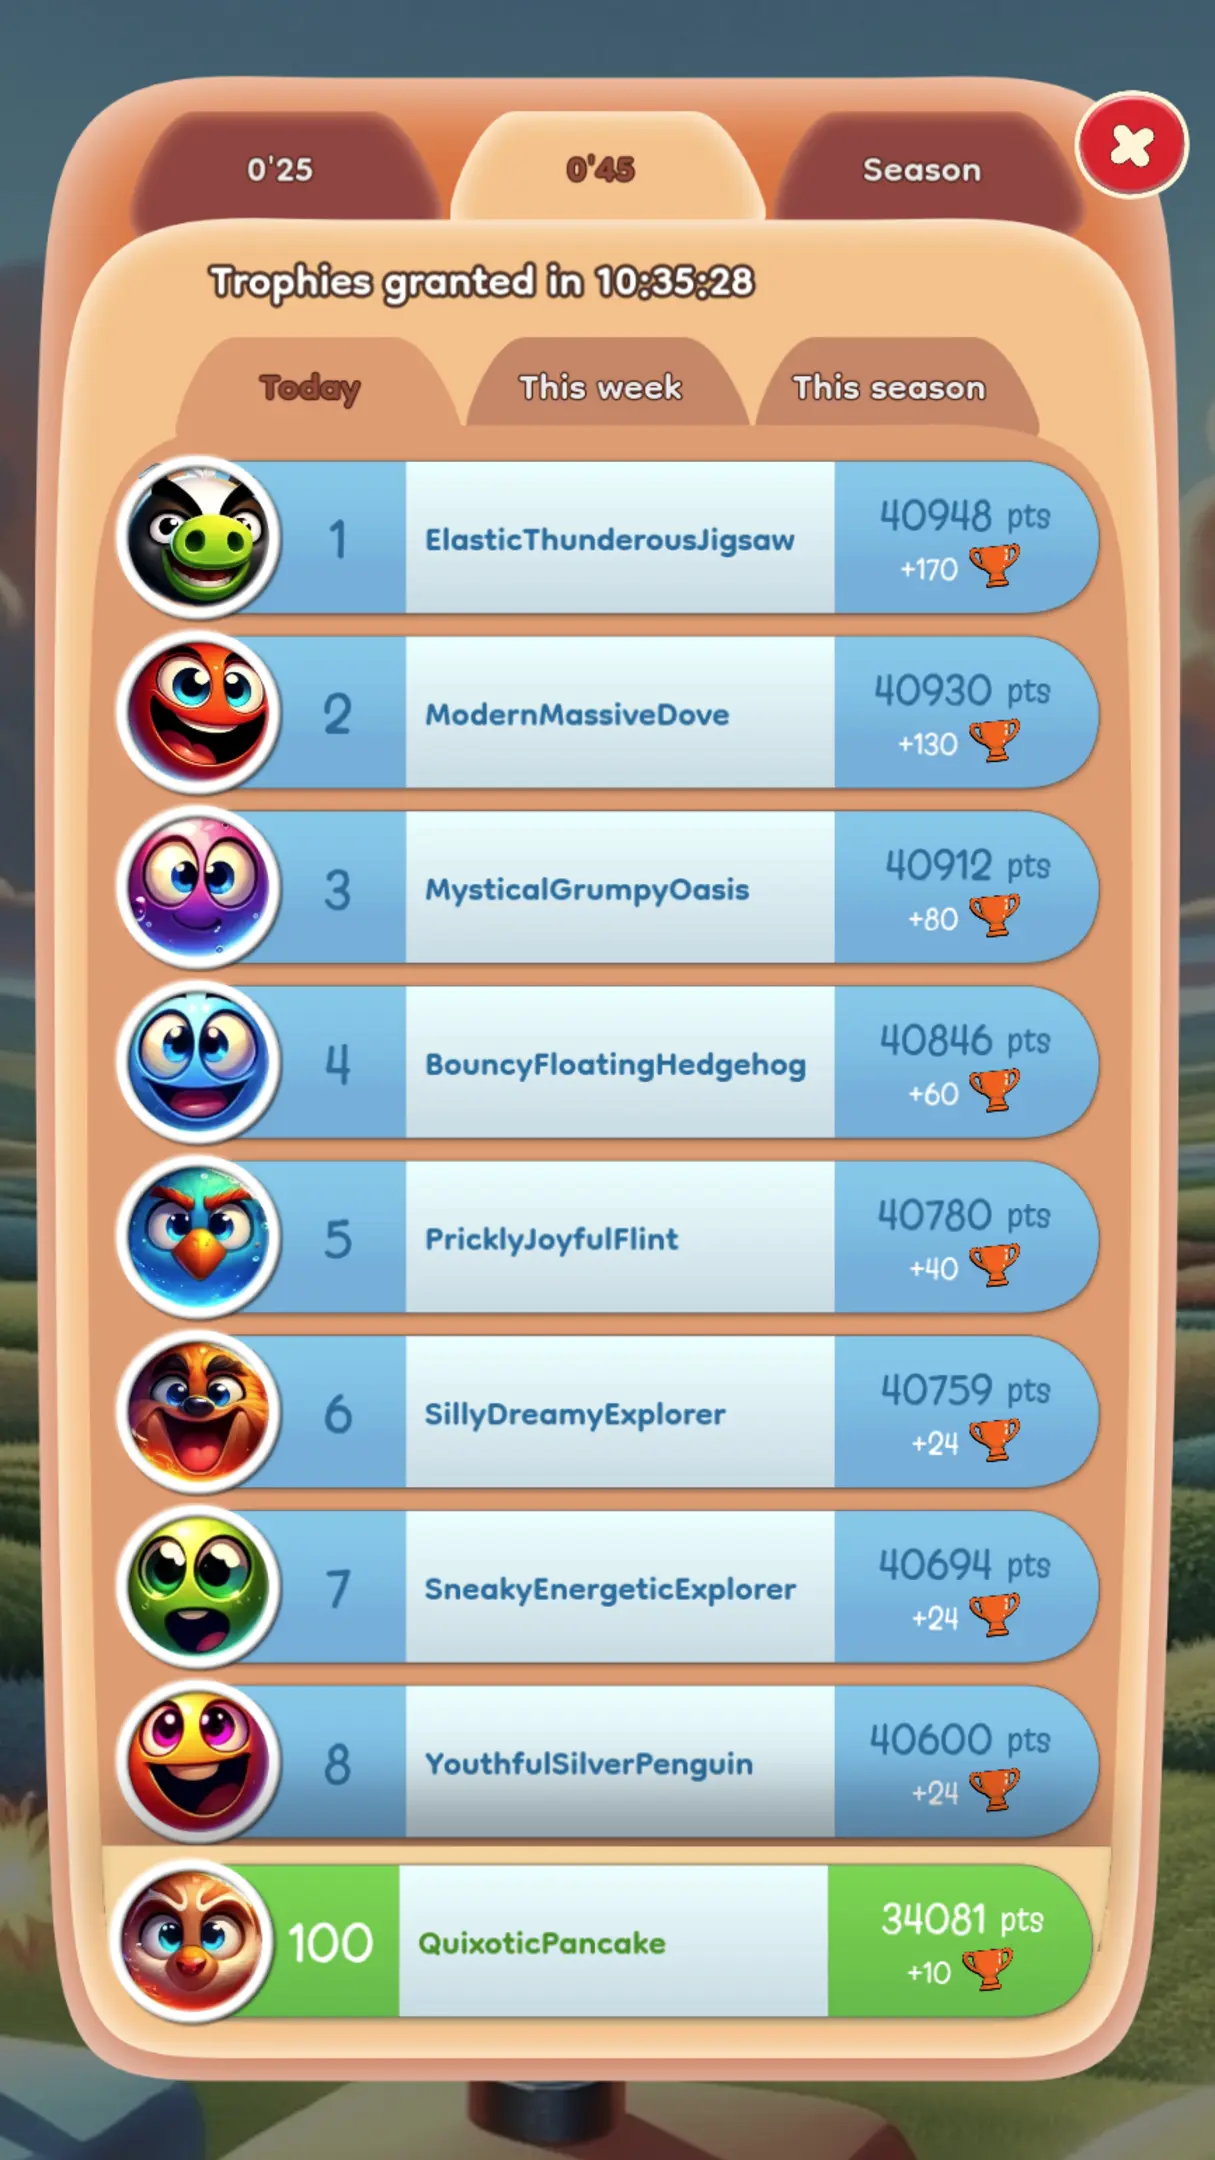 0'25
0'45
Season
Trophies granted in 10:35:28
Today
This week
This season
1
ElasticThunderousJigsaw
40948 pts
+170
2
ModernMassiveDove
40930 pts
+130
3
MysticalGrumpyOasis
40912 pts
+80
4
BouncyFloatingHedgehog
40846 pts
+60
5
PricklyJoyfulFlint
40780 pts
+40
6
SillyDreamyExplorer
40759 pts
+24
7
SneakyEnergeticExplorer
40694 pts
+24
8
YouthfulSilverPenguin
40600 pts
+24
100
QuixoticPancake
34081 pts
+10